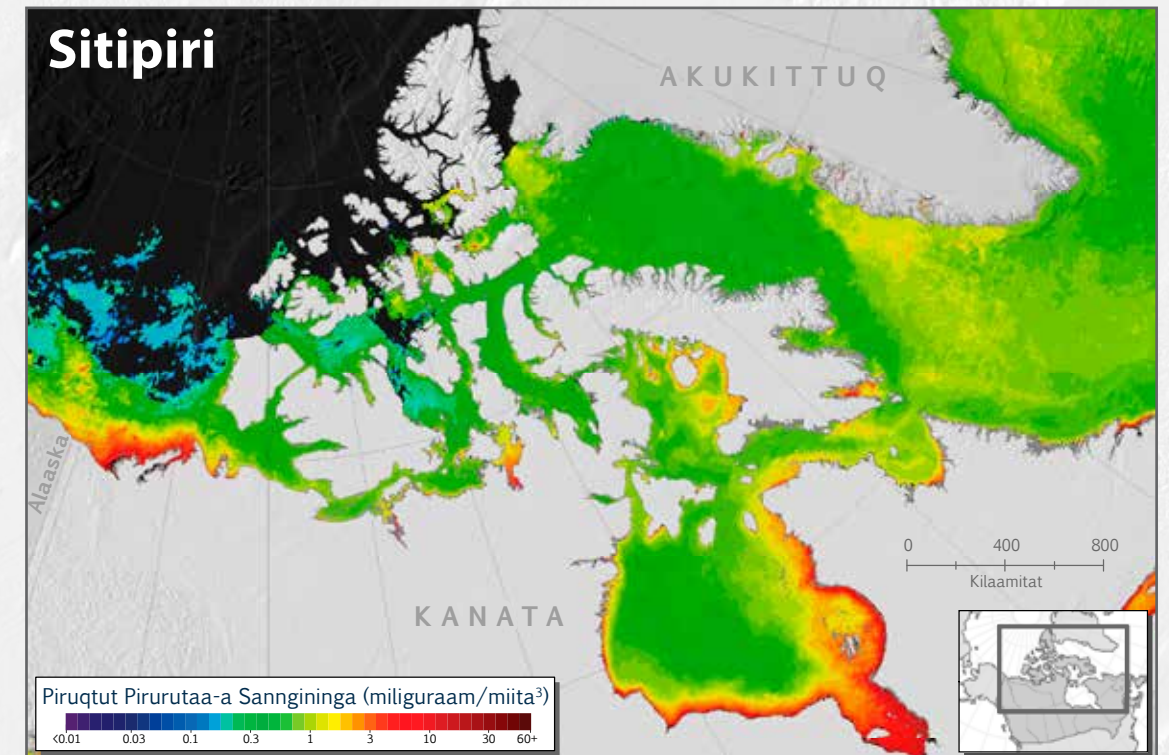 Sitipiri
AKUKITTUQ
Alaaska
KANATA
0 400 800
Kilaamitat
Piruqtut Pirurutaa-a Sanngininga (miliguraam/miita³)
<0.01 0.03 0.1 0.3 1 3 10 30 60+